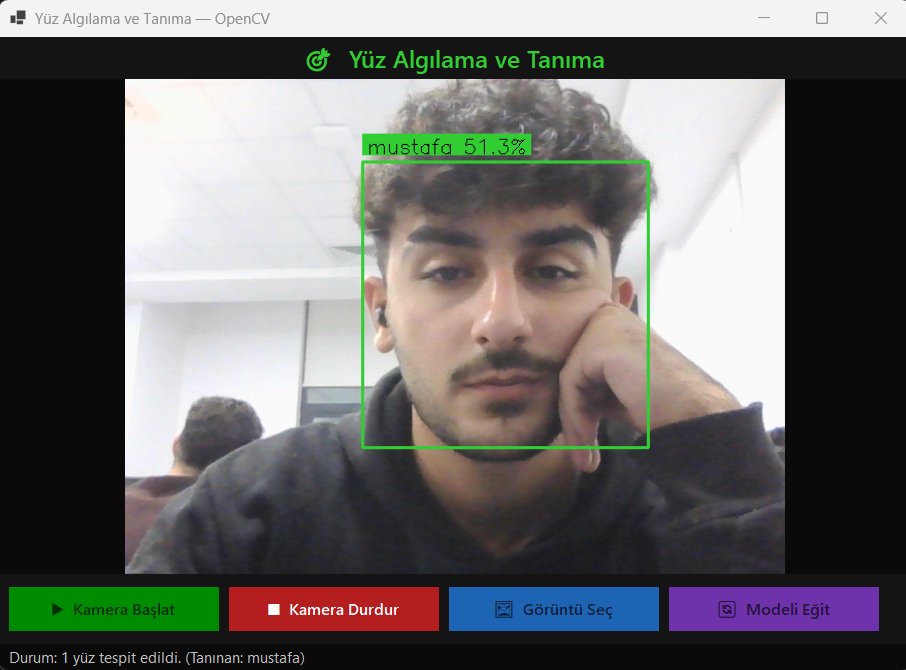 Yüz Algılama ve Tanıma — OpenCV
Yüz Algılama ve Tanıma
mustafa 51.3%
Kamera Başlat
Kamera Durdur
Görüntü Seç
Modeli Eğit
Durum: 1 yüz tespit edildi. (Tanınan: mustafa)